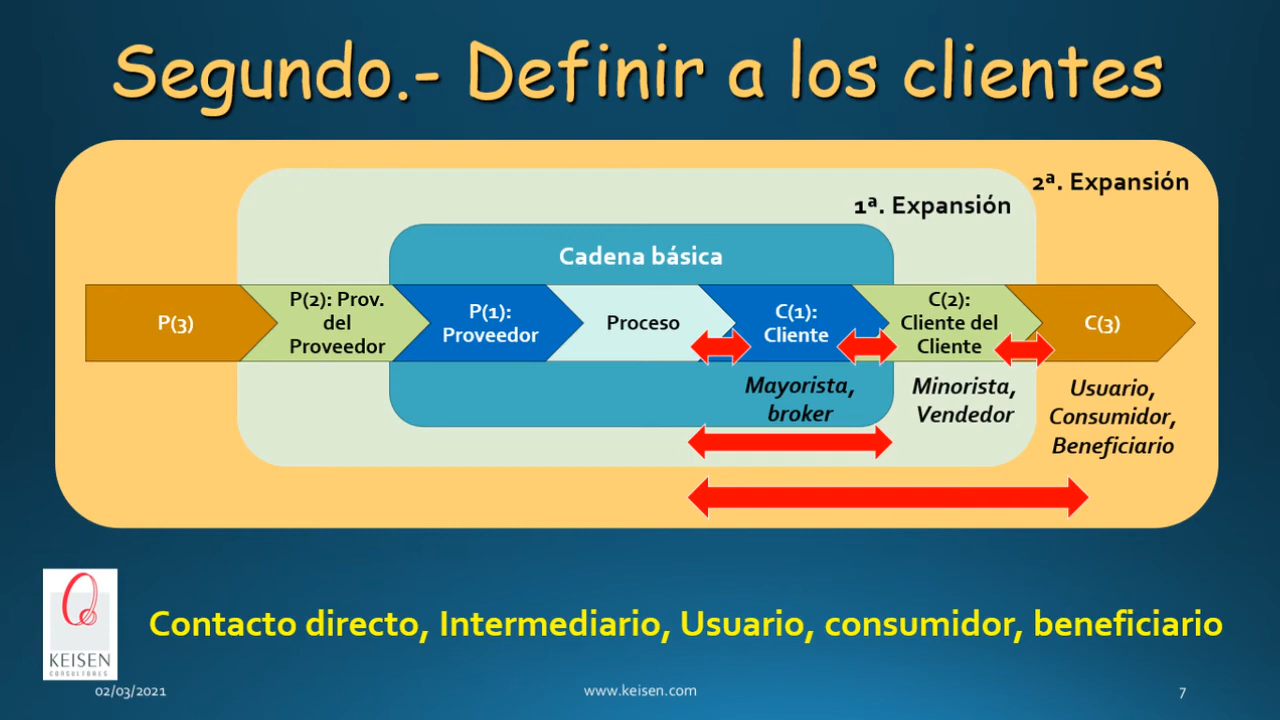 Segundo.- Definir a los clientes
2ª. Expansión
1ª. Expansión
Cadena básica
P(3)
P(2): Prov.
del
Proveedor
P(1):
Proveedor
Proceso
C(1):
Cliente
C(2):
Cliente del
Cliente
C(3)
Mayorista,
broker
Minorista,
Vendedor
Usuario,
Consumidor,
Beneficiario
Contacto directo, Intermediario, Usuario, consumidor, beneficiario
KEISEN
CONSULTORES
02/03/2021
www.keisen.com
7